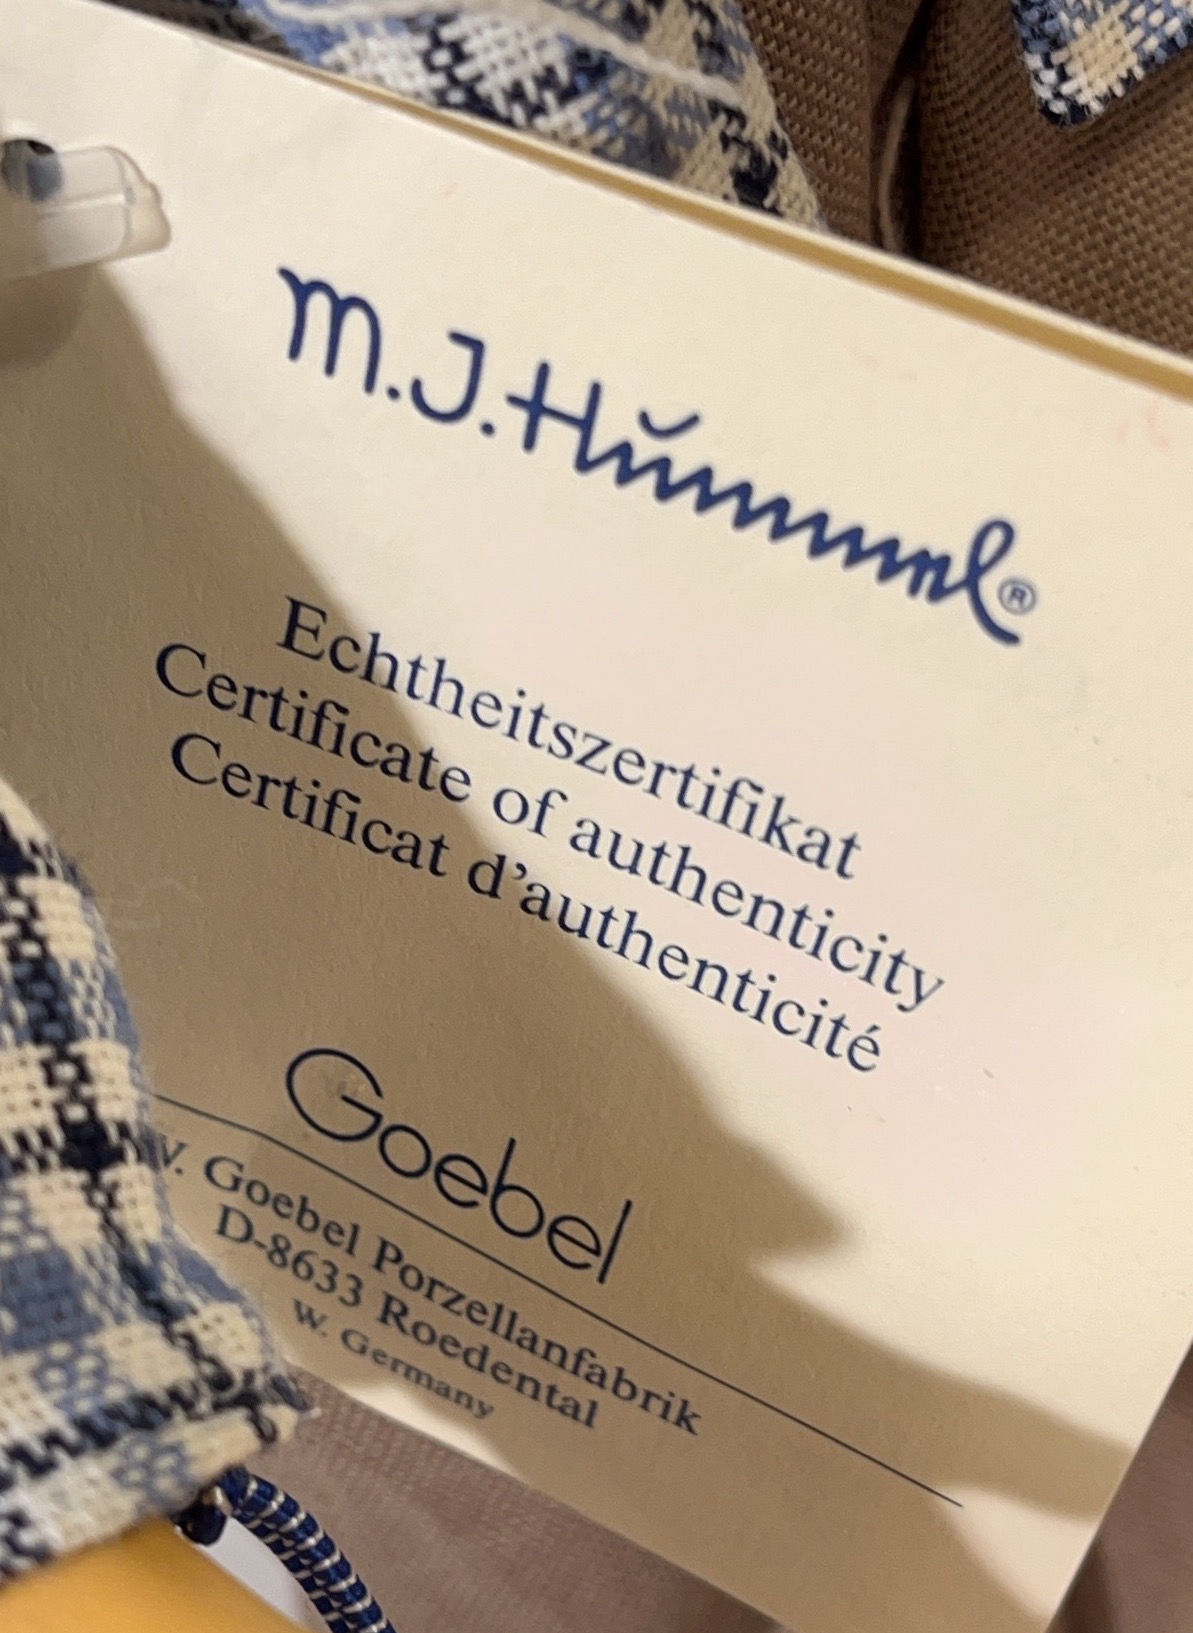 M.J.Hummel®
Echtheitszertifikat
Certificate of authenticity
Certificat d'authenticité
Goebel
W. Goebel Porzellanfabrik
D-8633 Roedental
W. Germany